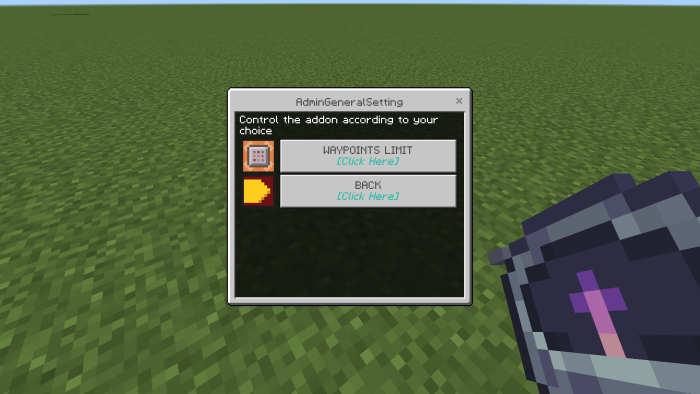 AdminGeneralSetting
Control the addon according to your
choice
WAYPOINTS LIMIT
[Click Here]
BACK
[Click Here]